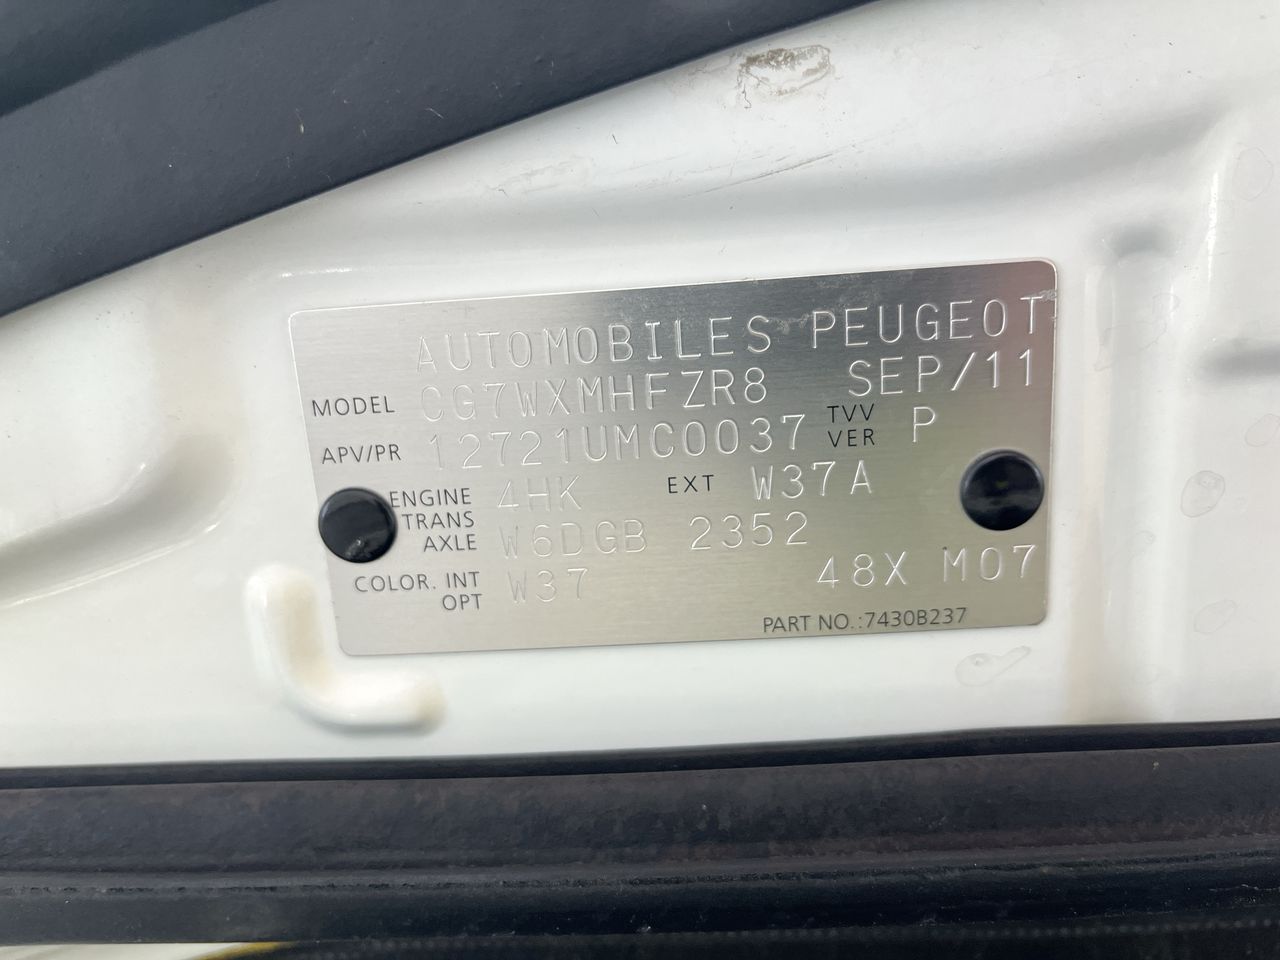 AUTOMOBILES PEUGEOT
MODEL CG7WXMHFZR8 SEP/11
APV/PR 12721UMC0037 TVV VER P
ENGINE 4HK EXT W37A
TRANS AXLE W6DGB 2352
COLOR. INT OPT W37 48X M07
PART NO.:7430B237